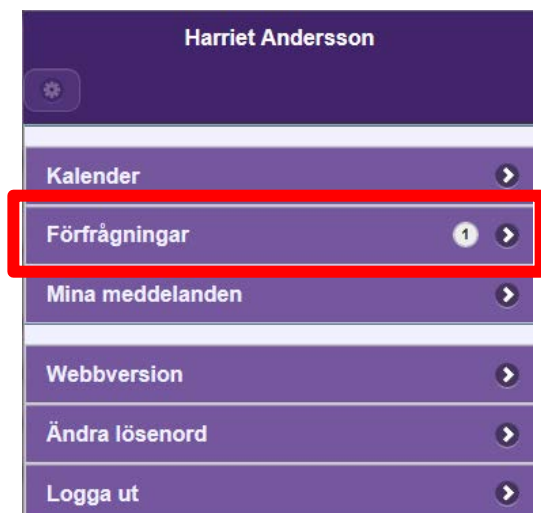 Harriet Andersson
Kalender
Förfrågningar 1
Mina meddelanden
Webbversion
Ändra lösenord
Logga ut